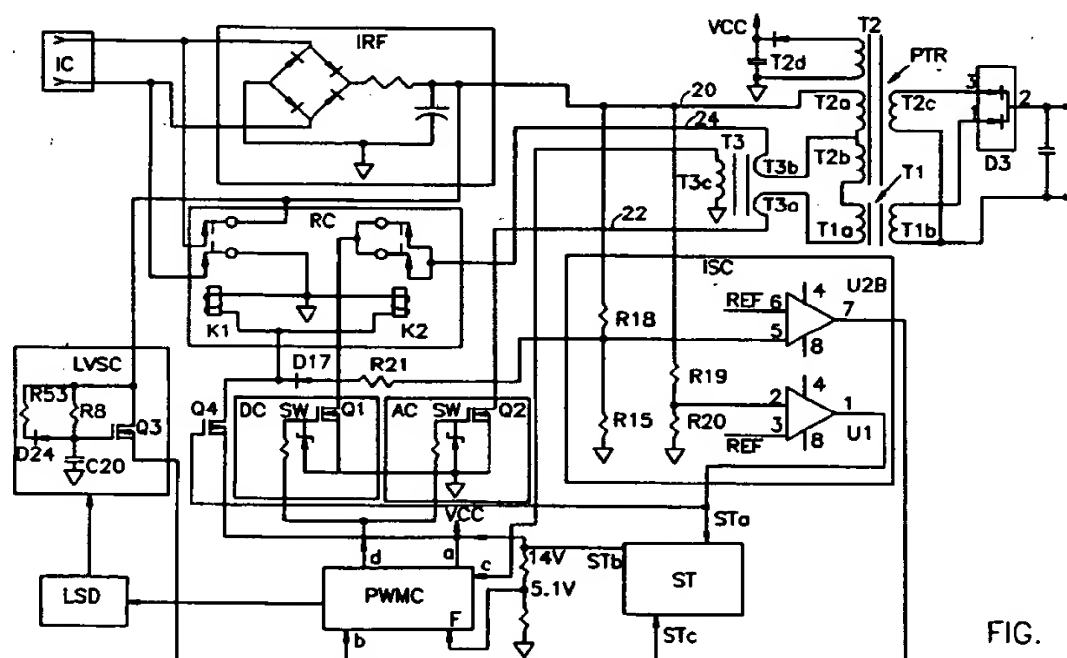 IC
IRF
VCC
T2d
T2
PTR
20
T2a
T2c
3
2
1
D3
24
T3
T3b
T2b
T1
T3c
T3a
22
T1a
T1b
RC
K1
K2
ISC
REF
6
4
U2B
7
5
8
R18
R19
R15
R20
2
3
REF
4
1
8
U1
LVSC
R53
R8
Q3
D24
C20
D17
R21
Q4
DC
SW
Q1
AC
SW
Q2
VCC
STa
d
a
c
14V
STb
ST
LSD
PWMC
5.1V
F
b
STc
FIG.